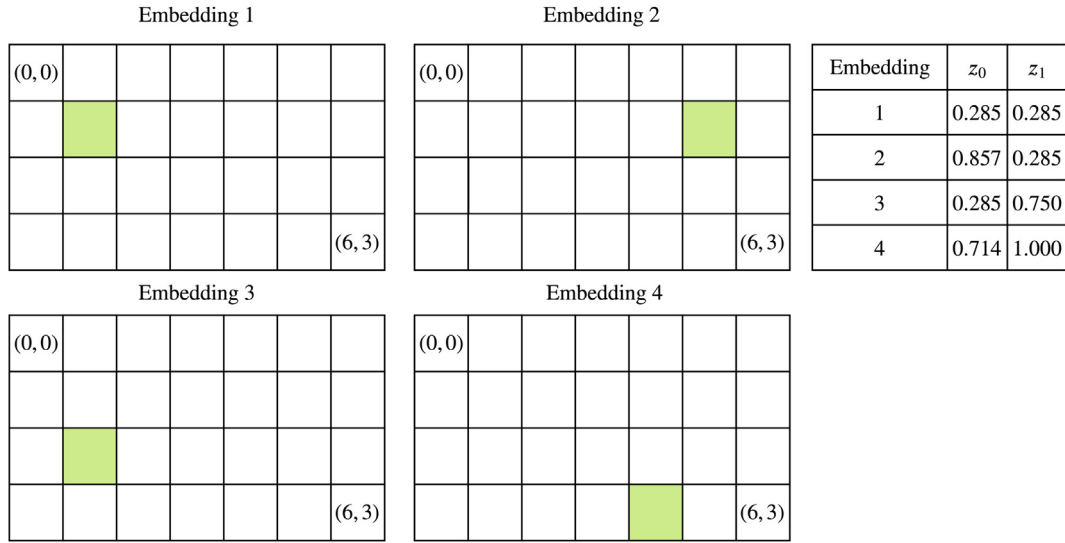 Embedding 1
(0, 0)
(6, 3)
Embedding 2
(0, 0)
(6, 3)
Embedding z₀ z₁
1 0.285 0.285
2 0.857 0.285
3 0.285 0.750
4 0.714 1.000
Embedding 3
(0, 0)
(6, 3)
Embedding 4
(0, 0)
(6, 3)